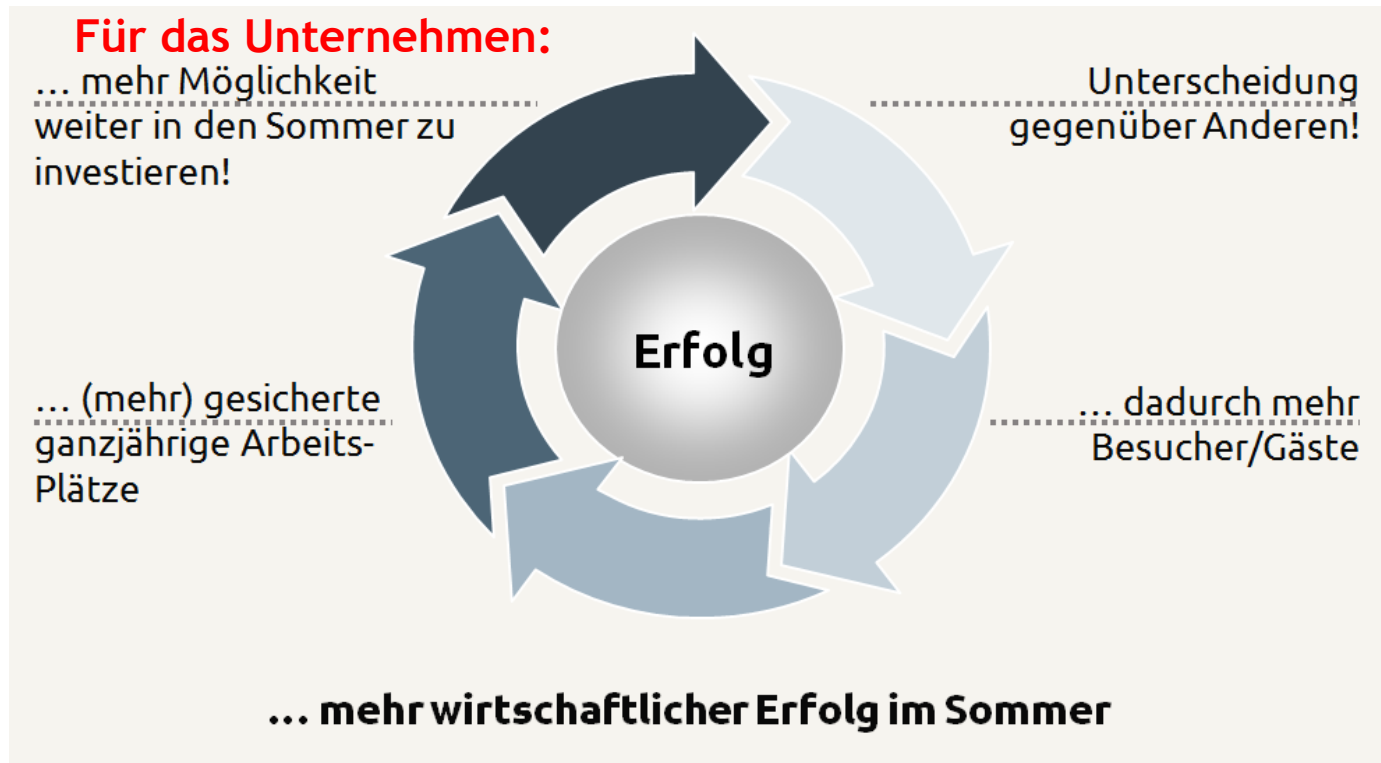 Für das Unternehmen:
… mehr Möglichkeit
weiter in den Sommer zu
investieren!
Unterscheidung
gegenüber Anderen!
Erfolg
… (mehr) gesicherte
ganzjährige Arbeits-
Plätze
… dadurch mehr
Besucher/Gäste
… mehr wirtschaftlicher Erfolg im Sommer